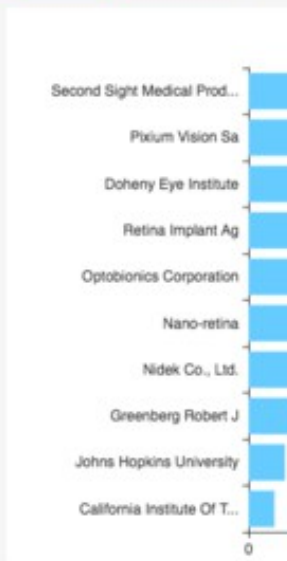 Second Sight Medical Prod...
Pixium Vision Sa
Doheny Eye Institute
Retina Implant Ag
Optobionics Corporation
Nano-retina
Nidek Co., Ltd.
Greenberg Robert J
Johns Hopkins University
California Institute Of T...
0